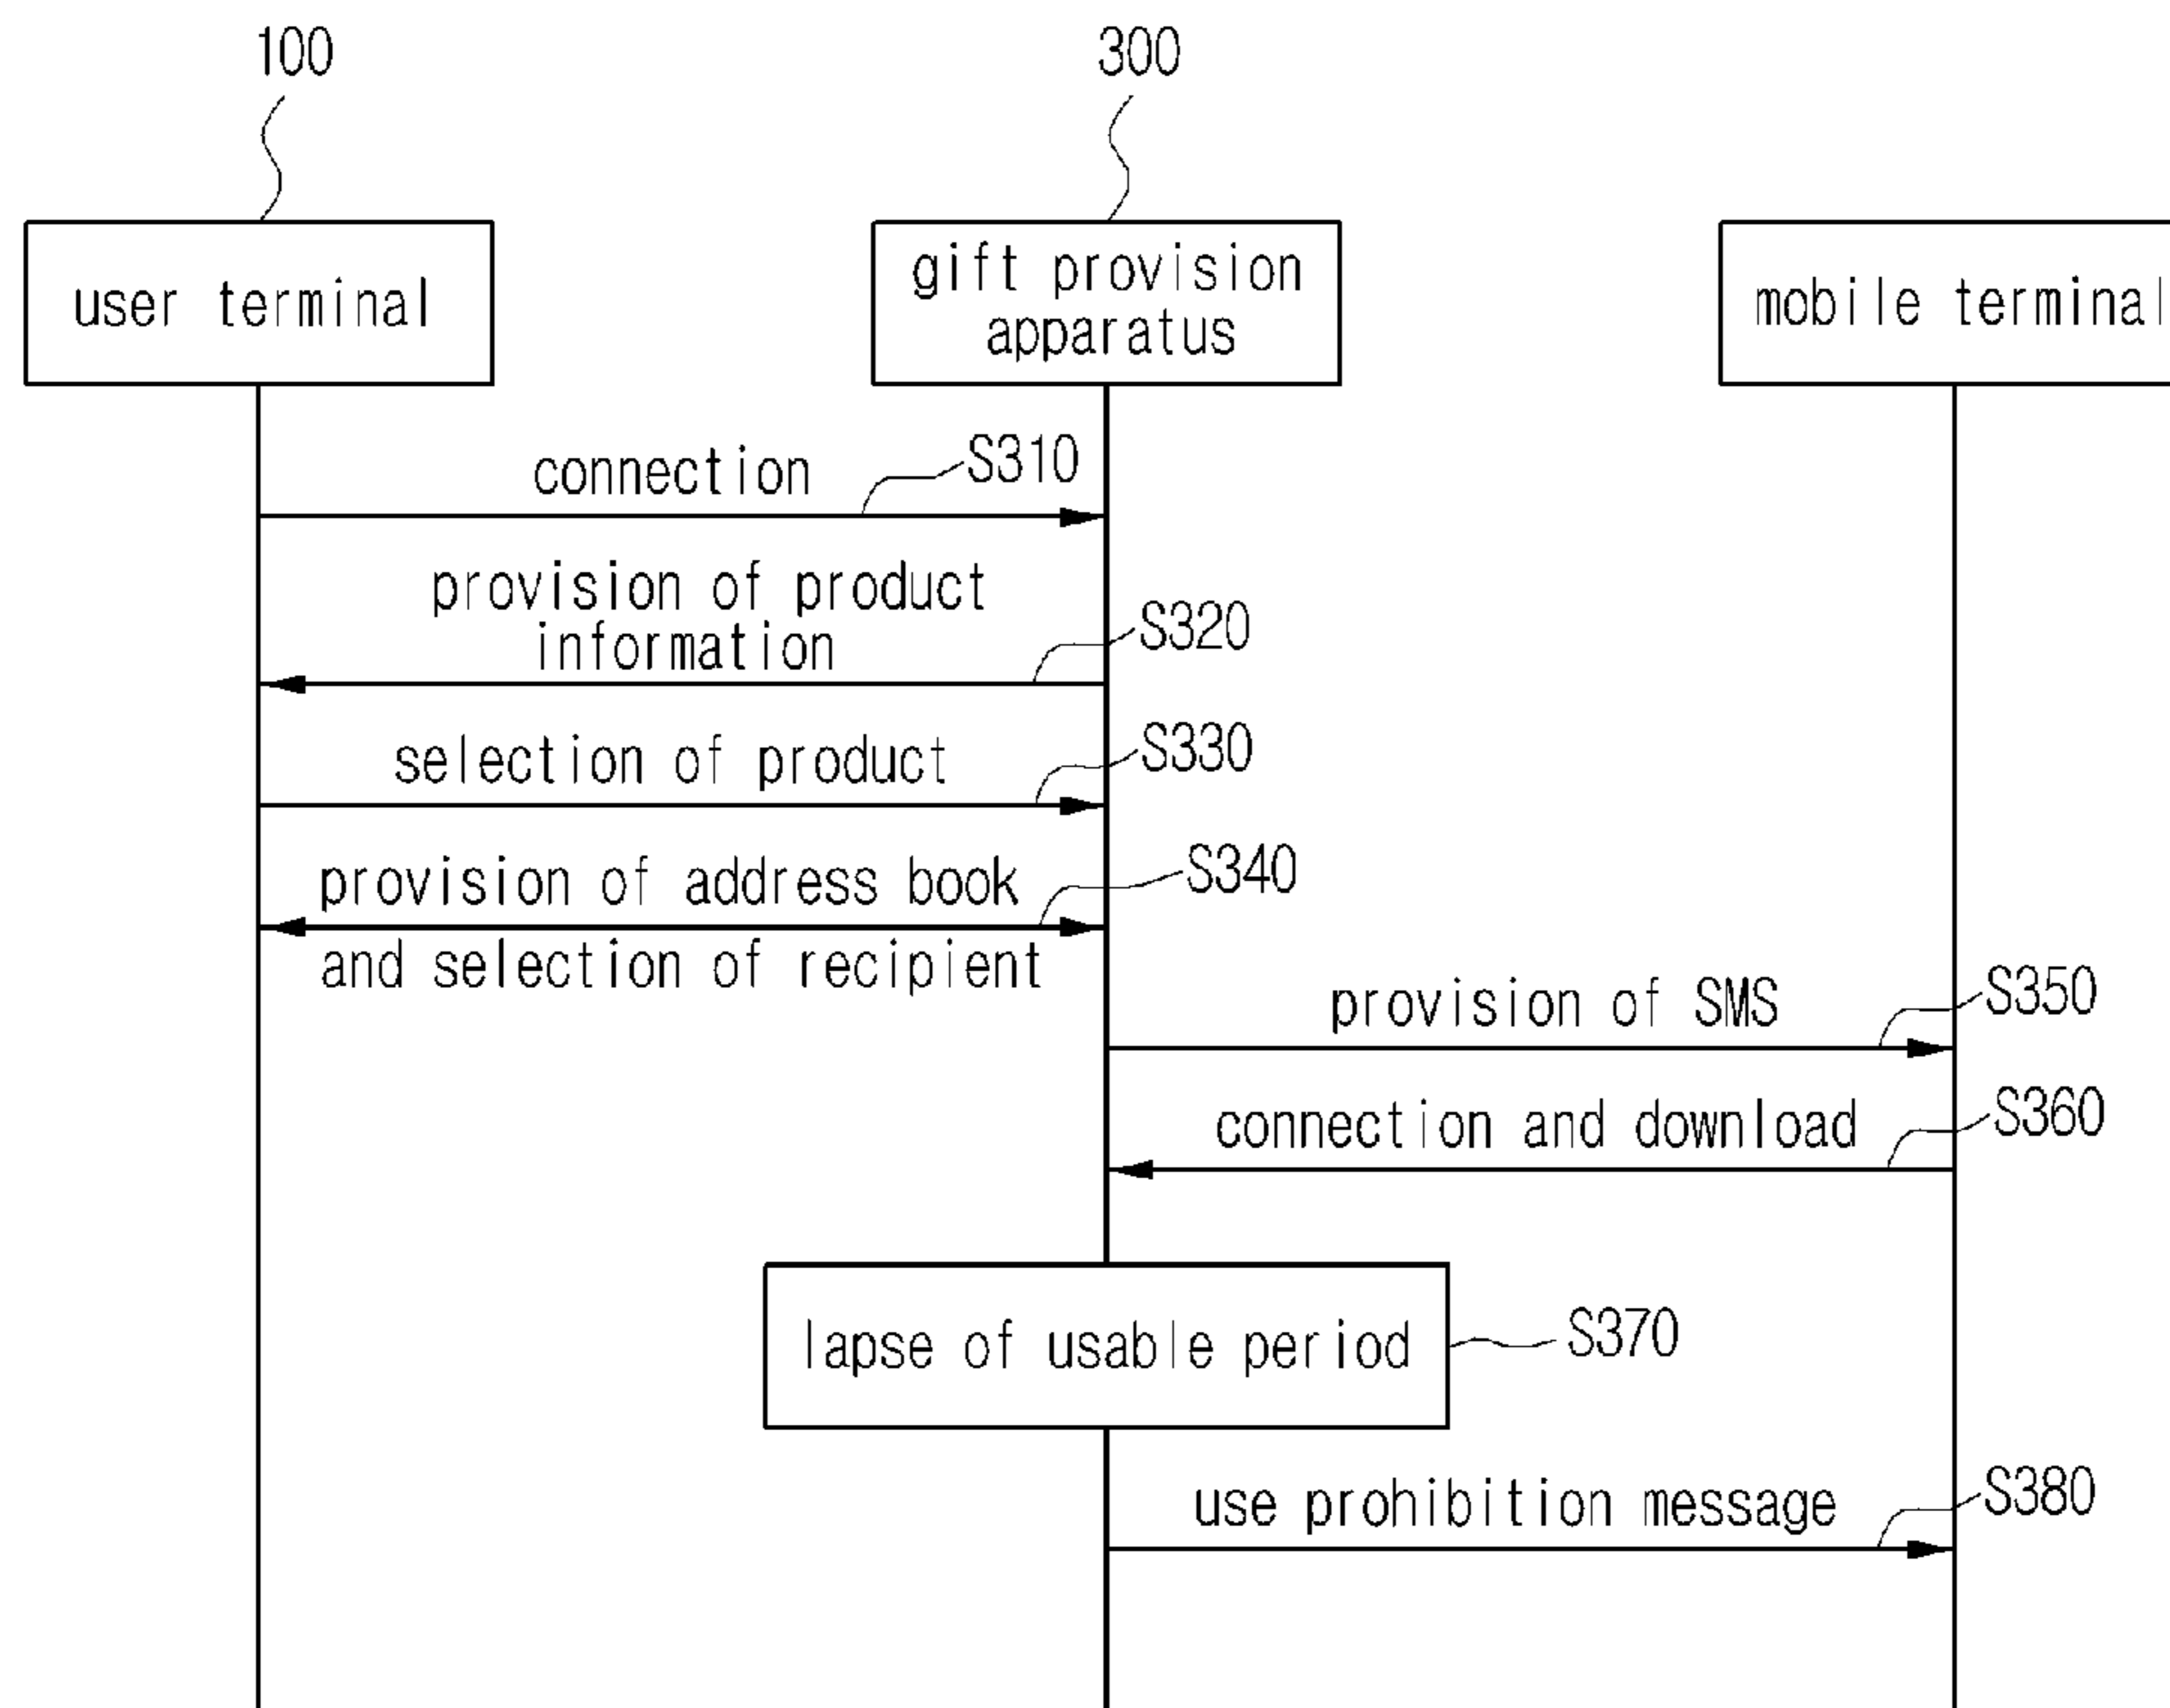 100
300
user terminal
gift provision
apparatus
mobile terminal
connection
S310
provision of product
information
S320
selection of product
S330
provision of address book
S340
and selection of recipient
provision of SMS
S350
connection and download
S360
lapse of usable period
S370
use prohibition message
S380